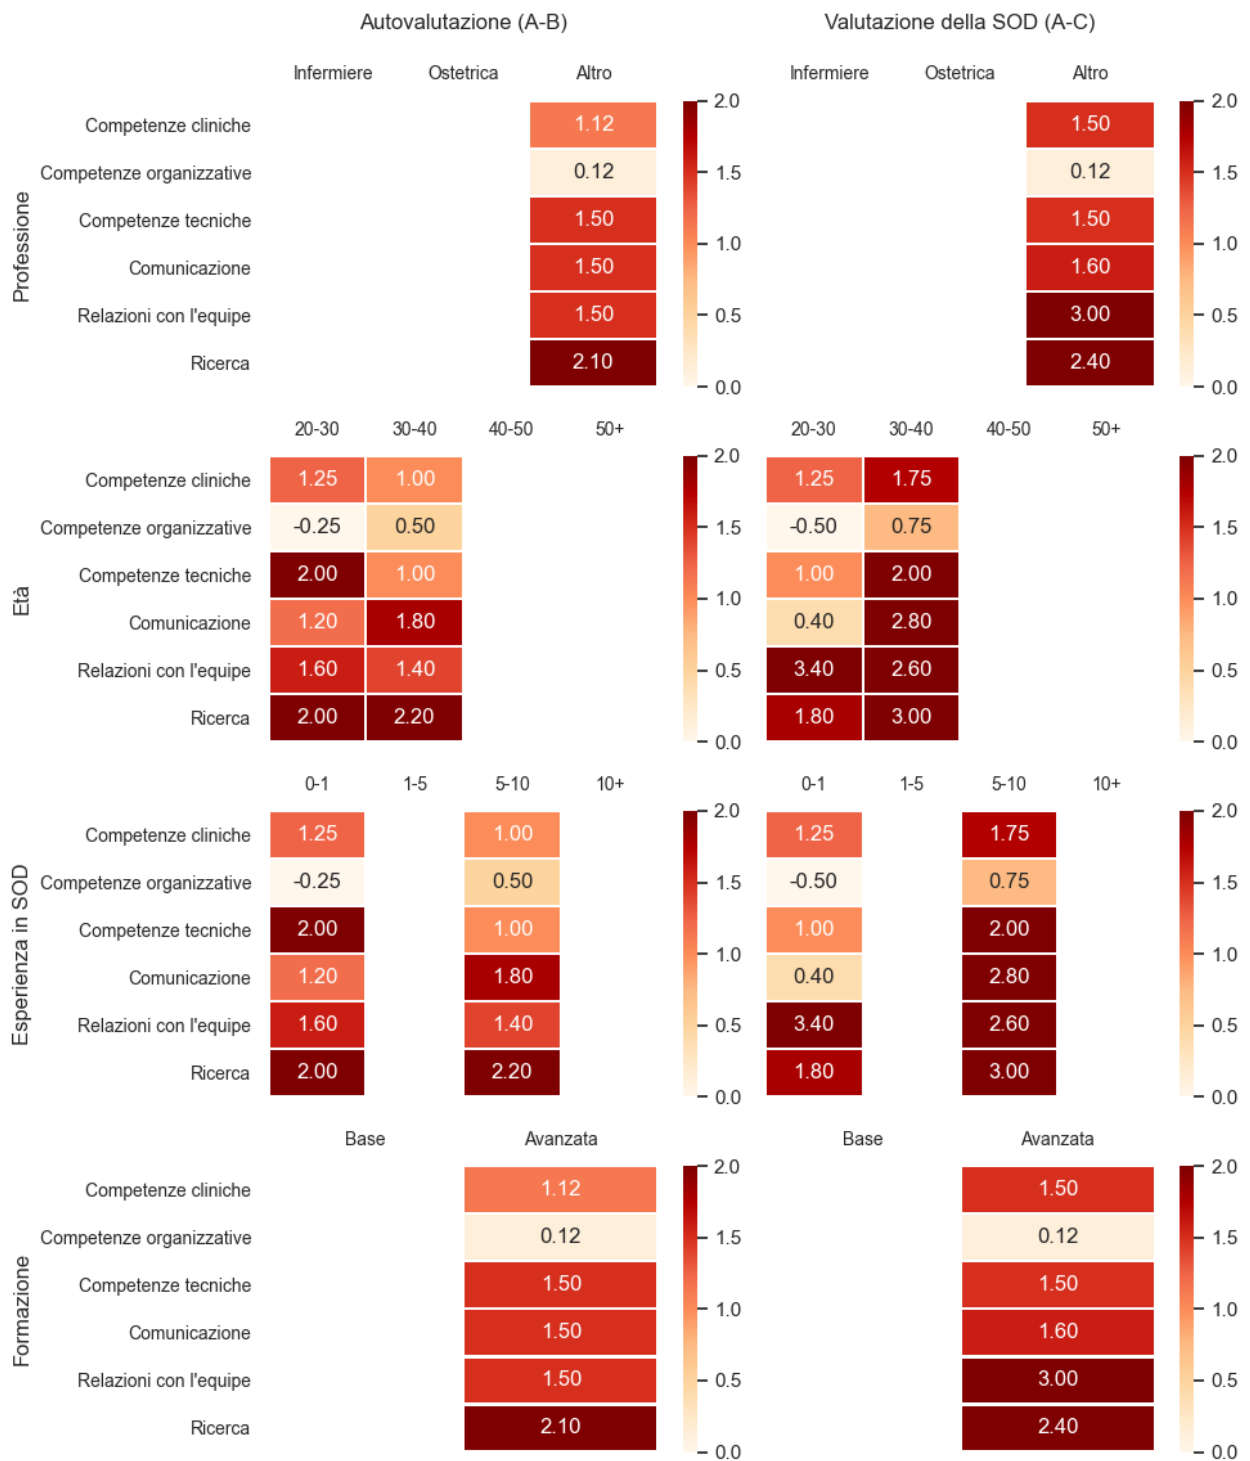 Autovalutazione (A-B) Valutazione della SOD (A-C)
Infermiere Ostetrica Altro Infermiere Ostetrica Altro
Professione
2.0 2.0
Competenze cliniche 1.12 1.50
Competenze organizzative 0.12 1.5 0.12 1.5
Competenze tecniche 1.50 1.50
1.0 1.0
Comunicazione 1.50 1.60
Relazioni con l'equipe 1.50 0.5 3.00 0.5
Ricerca 2.10 2.40
0.0 0.0
20-30 30-40 40-50 50+ 20-30 30-40 40-50 50+
Età
2.0 2.0
Competenze cliniche 1.25 1.00 1.25 1.75
Competenze organizzative -0.25 0.50 1.5 -0.50 0.75 1.5
Competenze tecniche 2.00 1.00 1.00 2.00
1.0 1.0
Comunicazione 1.20 1.80 0.40 2.80
Relazioni con l'equipe 1.60 1.40 0.5 3.40 2.60 0.5
Ricerca 2.00 2.20 1.80 3.00
0.0 0.0
0-1 1-5 5-10 10+ 0-1 1-5 5-10 10+
Esperienza in SOD
2.0 2.0
Competenze cliniche 1.25 1.00 1.25 1.75
Competenze organizzative -0.25 0.50 1.5 -0.50 0.75 1.5
Competenze tecniche 2.00 1.00 1.00 2.00
1.0 1.0
Comunicazione 1.20 1.80 0.40 2.80
Relazioni con l'equipe 1.60 1.40 0.5 3.40 2.60 0.5
Ricerca 2.00 2.20 1.80 3.00
0.0 0.0
Base Avanzata Base Avanzata
Formazione
2.0 2.0
Competenze cliniche 1.12 1.50
Competenze organizzative 0.12 1.5 0.12 1.5
Competenze tecniche 1.50 1.50
1.0 1.0
Comunicazione 1.50 1.60
Relazioni con l'equipe 1.50 0.5 3.00 0.5
Ricerca 2.10 2.40
0.0 0.0